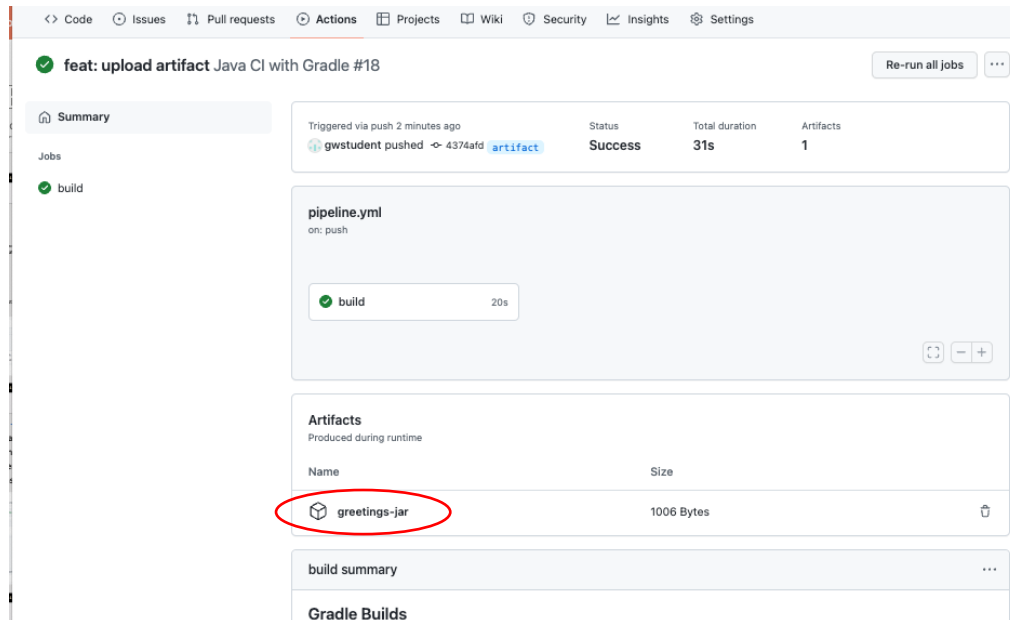 Code Issues Pull requests Actions Projects Wiki Security Insights Settings
feat: upload artifact Java CI with Gradle #18
Re-run all jobs ...
Summary
Jobs
build
Triggered via push 2 minutes ago
gwstudent pushed 4374afd artifact
Status
Success
Total duration
31s
Artifacts
1
pipeline.yml
on: push
build 20s
Artifacts
Produced during runtime
Name Size
greetings-jar 1006 Bytes
build summary ...
Gradle Builds